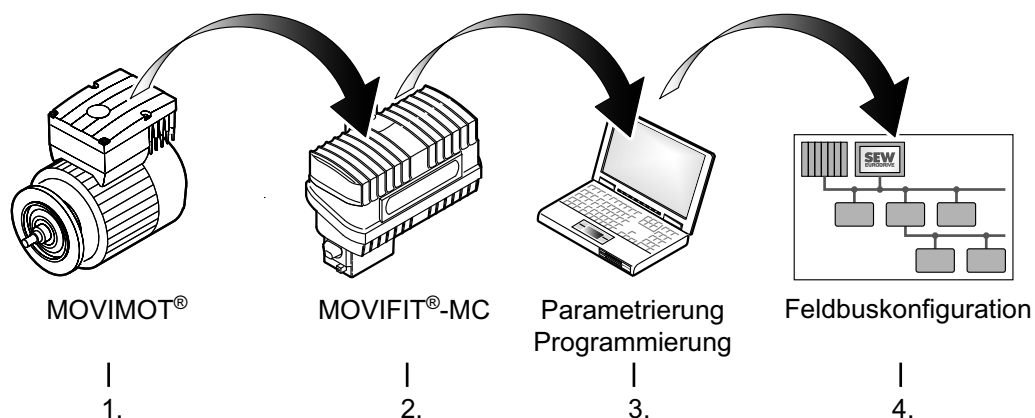 SEW
EURODRIVE
MOVIMOT®
MOVIFIT®-MC
Parametrierung
Programmierung
Feldbuskonfiguration
1.
2.
3.
4.